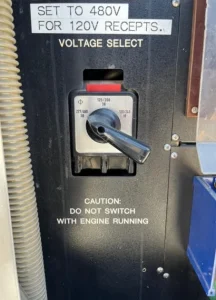 SET TO 480V
FOR 120V RECEPTS.
VOLTAGE SELECT
CAUTION:
DO NOT SWITCH
WITH ENGINE RUNNING